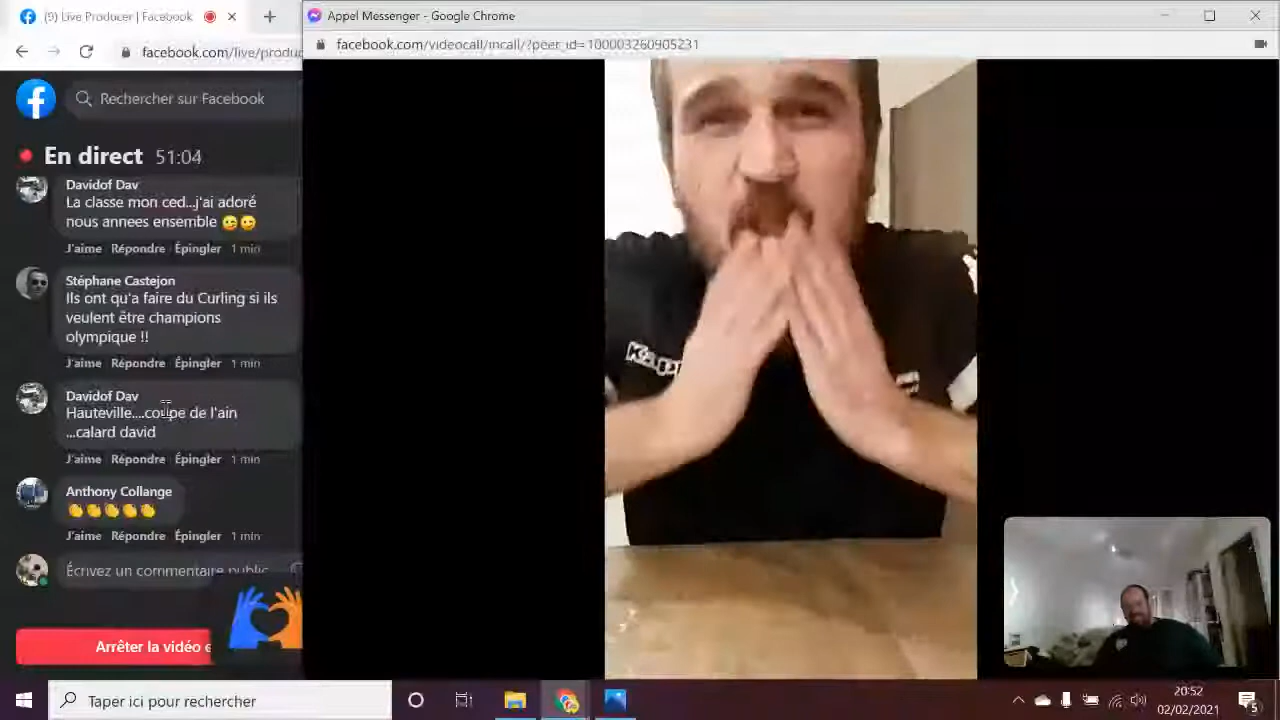 (9) Live Producer | Facebook
Appel Messenger - Google Chrome
facebook.com/live/produc
facebook.com/videocall/incall/?peer_id=100003260905231
Rechercher sur Facebook
En direct 51:04
Davidof Dav
La classe mon ced...j'ai adoré
nous annees ensemble 😉😉
J'aime Répondre Épingler 1 min
Stéphane Castejon
Ils ont qu'a faire du Curling si ils
veulent être champions
olympique !!
J'aime Répondre Épingler 1 min
Davidof Dav
Hauteville....coupe de l'ain
...calard david
J'aime Répondre Épingler 1 min
Anthony Collange
👏👏👏👏👏
J'aime Répondre Épingler 1 min
Écrivez un commentaire public
Arrêter la vidéo e
Kapp
Taper ici pour rechercher
20:52
02/02/2021
5